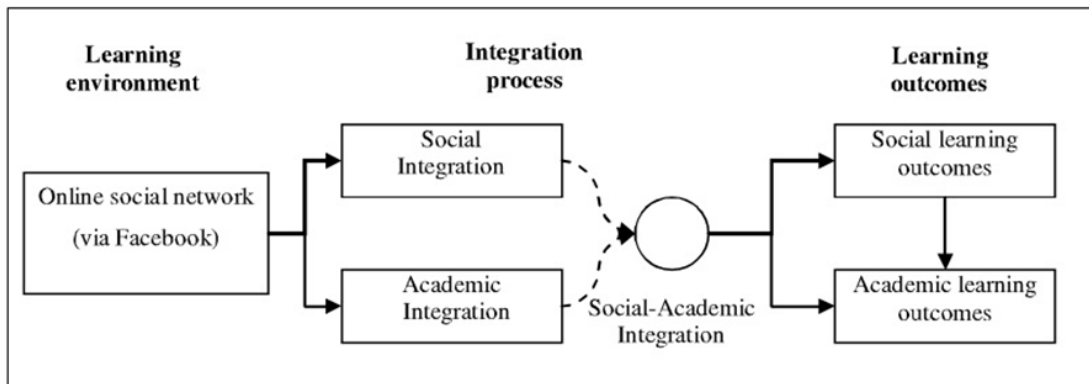 Learning
environment
Integration
process
Learning
outcomes
Online social network
(via Facebook)
Social
Integration
Academic
Integration
Social-Academic
Integration
Social learning
outcomes
Academic learning
outcomes